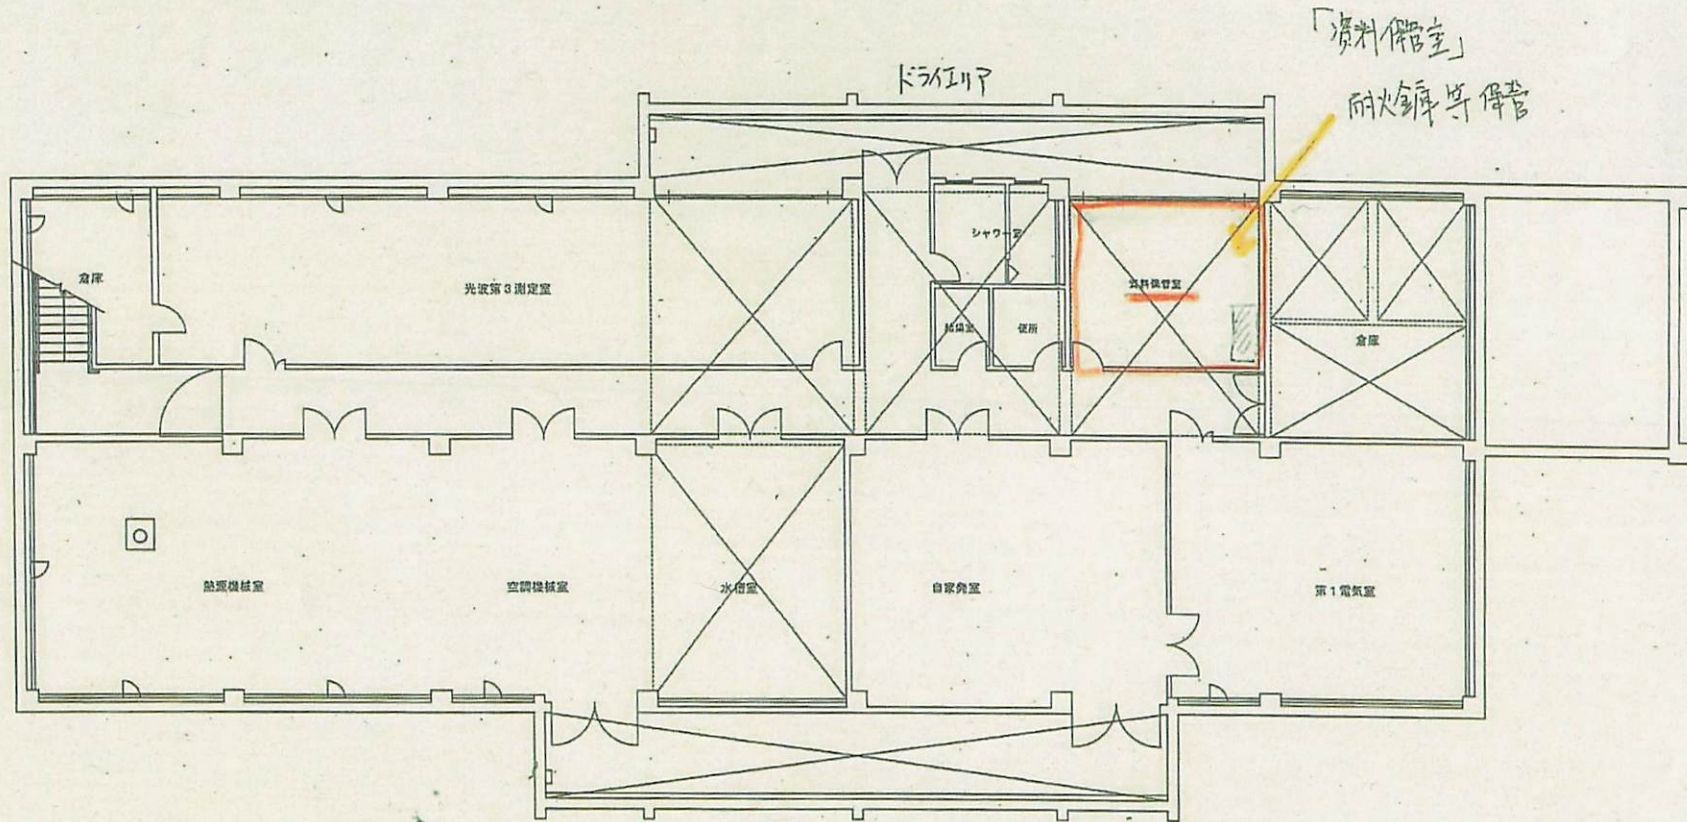 「資料保管室」
ドライエリア
耐火金庫等保管
シャワー室
倉庫
光波第3測定室
資料保管室
給湯室
便所
倉庫
熱源機械室
空調機械室
水槽室
自家発室
第1電気室